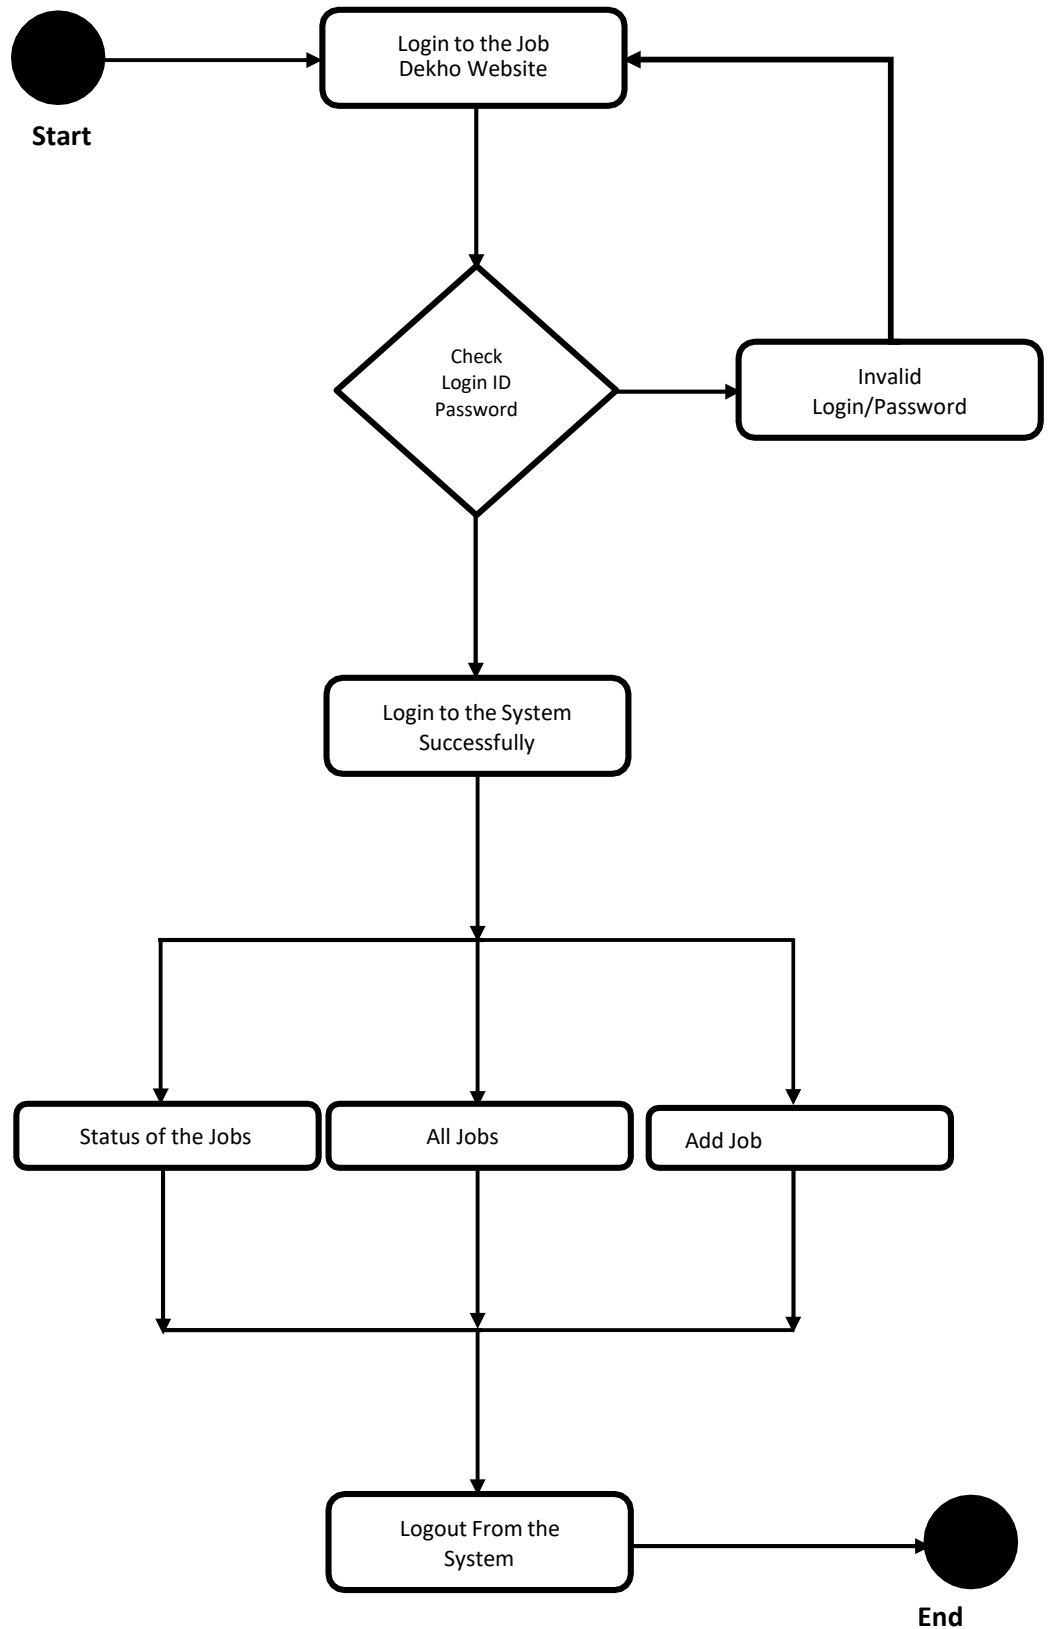 Login to the Job
Dekho Website
Start
Check
Login ID
Password
Invalid
Login/Password
Login to the System
Successfully
Status of the Jobs
All Jobs
Add Job
Logout From the
System
End